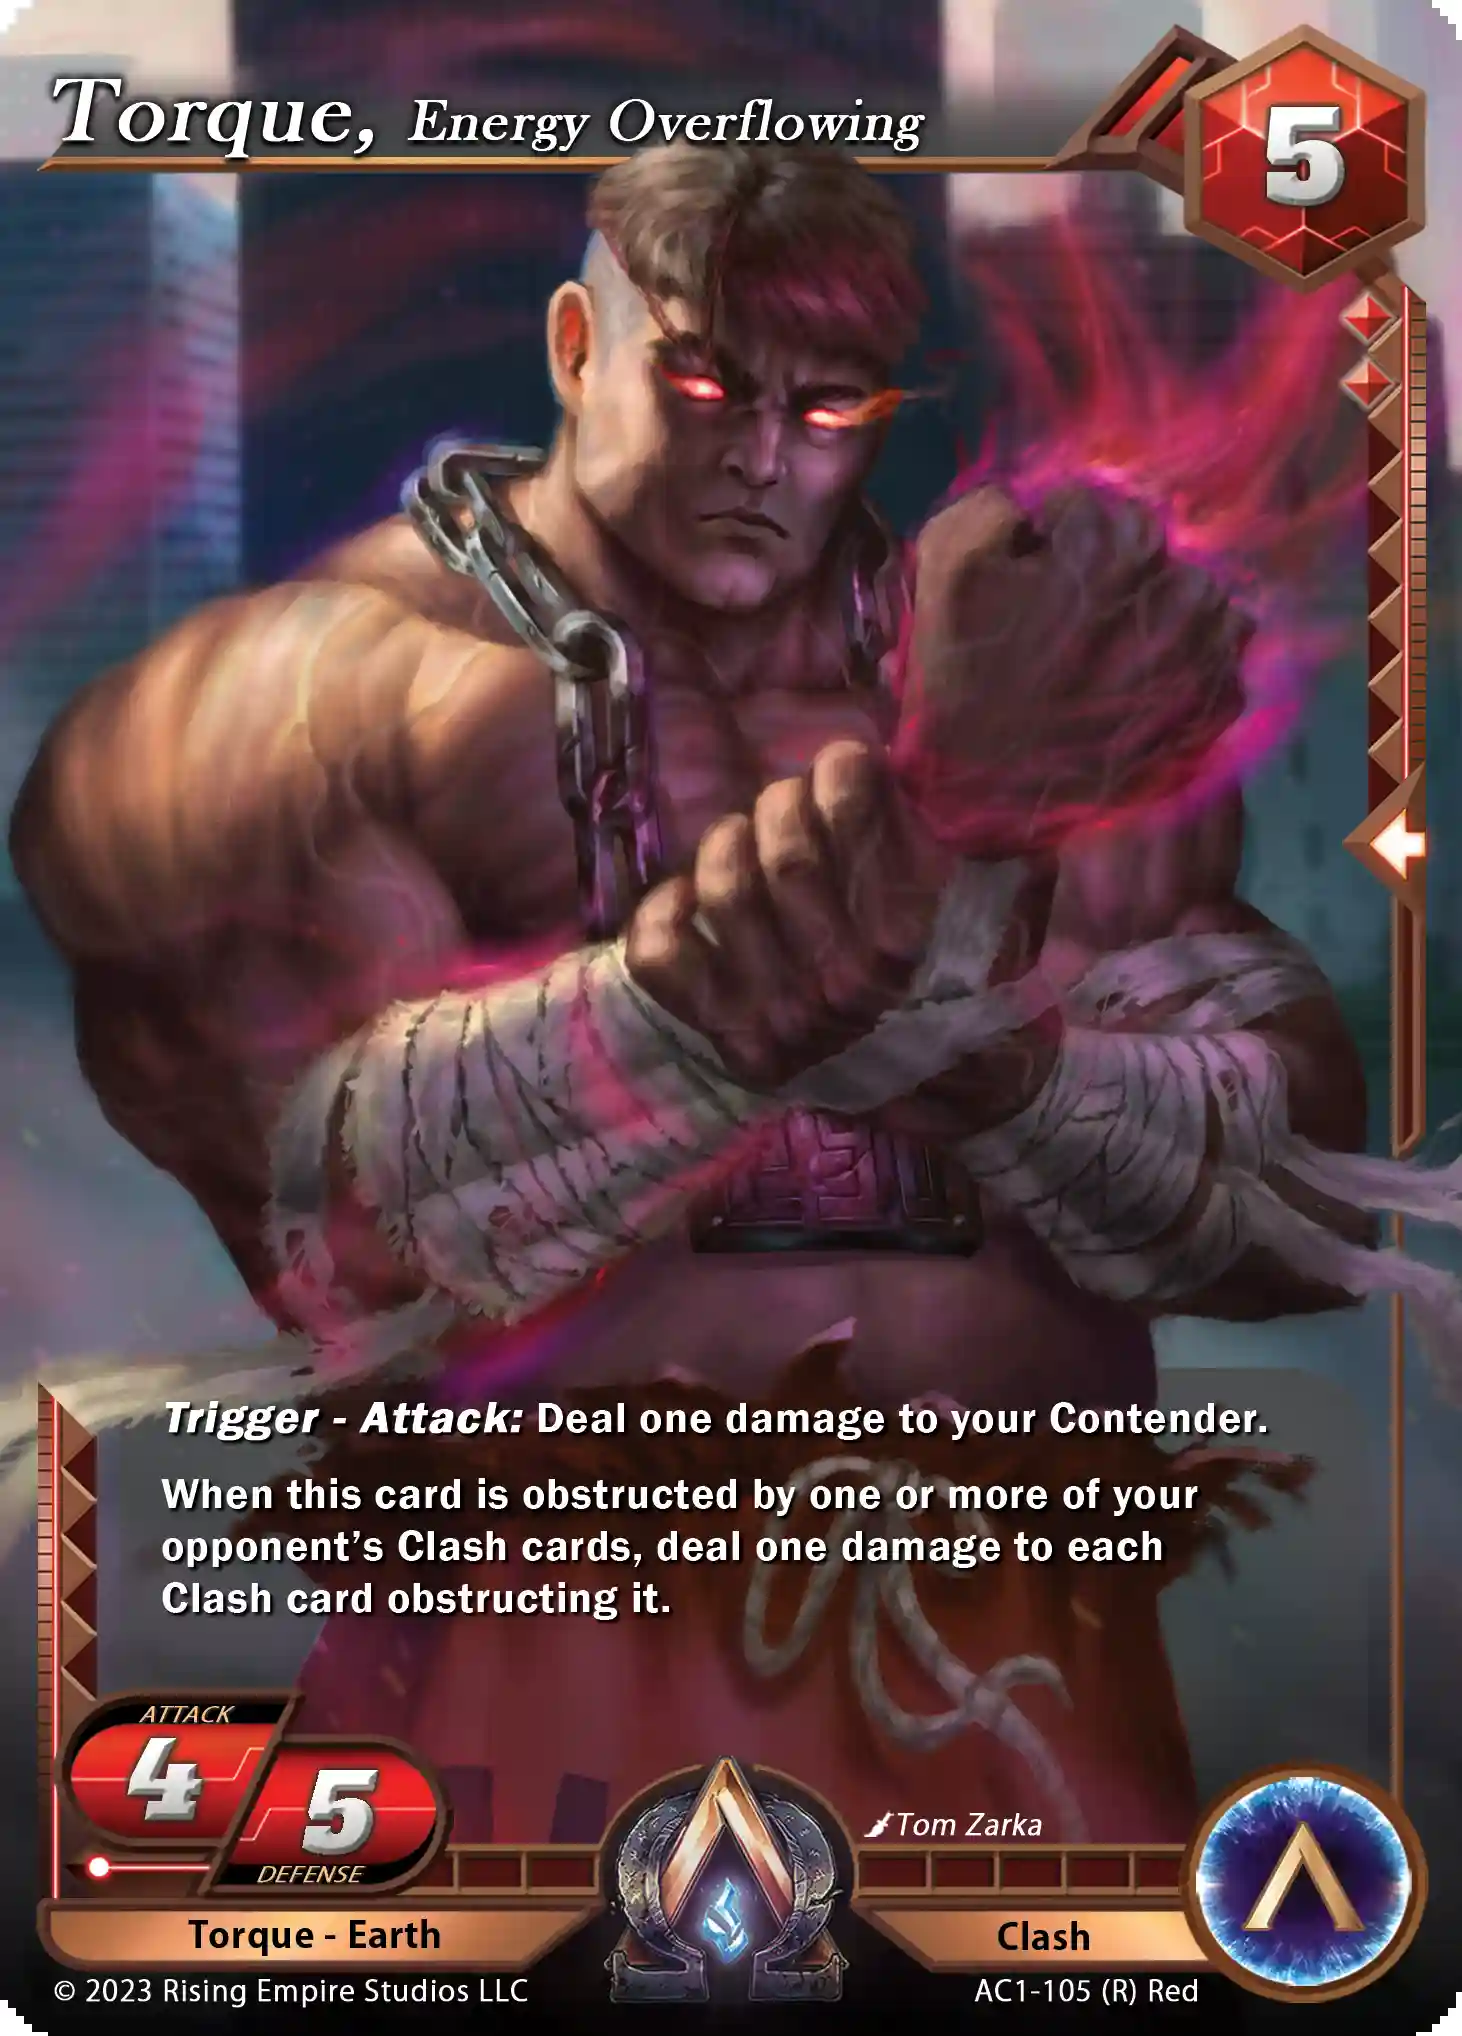 Torque, Energy Overflowing
5
Trigger - Attack: Deal one damage to your Contender.
When this card is obstructed by one or more of your
opponent's Clash cards, deal one damage to each
Clash card obstructing it.
ATTACK
4
5
DEFENSE
Tom Zarka
Torque - Earth
Clash
© 2023 Rising Empire Studios LLC
AC1-105 (R) Red